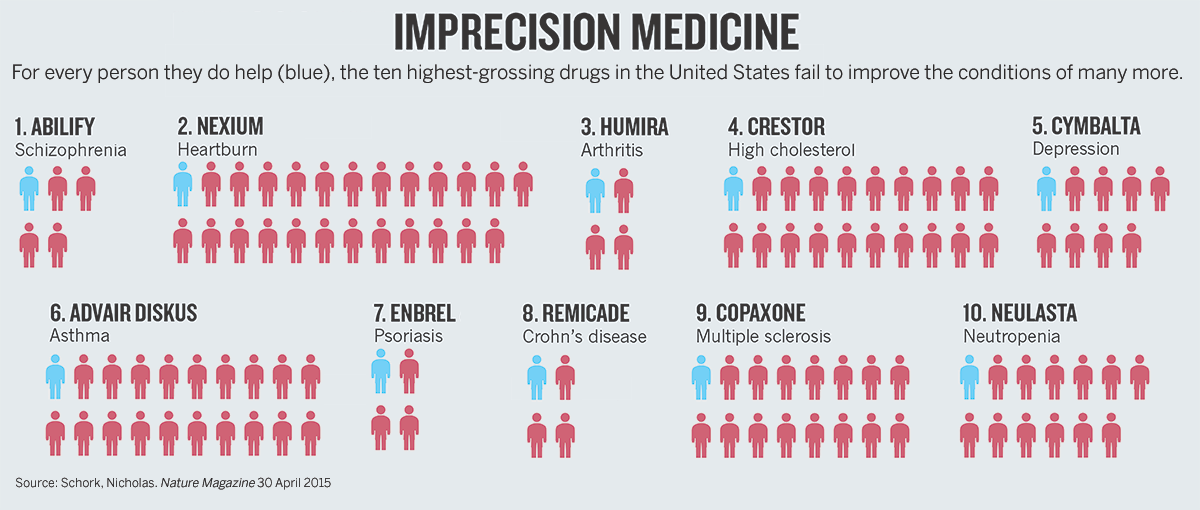 IMPRECISION MEDICINE
For every person they do help (blue), the ten highest-grossing drugs in the United States fail to improve the conditions of many more.
1. ABILIFY
Schizophrenia
2. NEXIUM
Heartburn
3. HUMIRA
Arthritis
4. CRESTOR
High cholesterol
5. CYMBALTA
Depression
6. ADVAIR DISKUS
Asthma
7. ENBREL
Psoriasis
8. REMICADE
Crohn's disease
9. COPAXONE
Multiple sclerosis
10. NEULASTA
Neutropenia
Source: Schork, Nicholas. Nature Magazine 30 April 2015